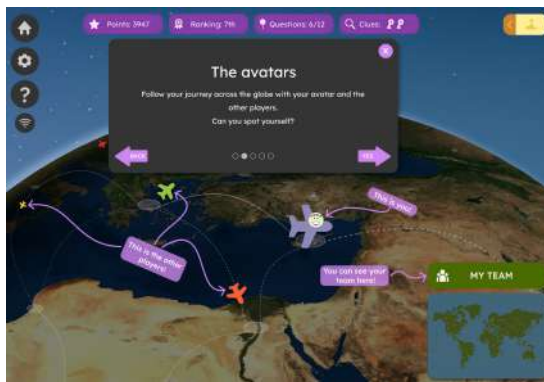 Points: 3947
Ranking: 7th
Questions: 6/12
Clues:
The avatars
Follow your journey across the globe with your avatar and the
other players.
Can you spot yourself?
BACK
YES
This is you!
This is the other
players!
You can see your
team here!
MY TEAM